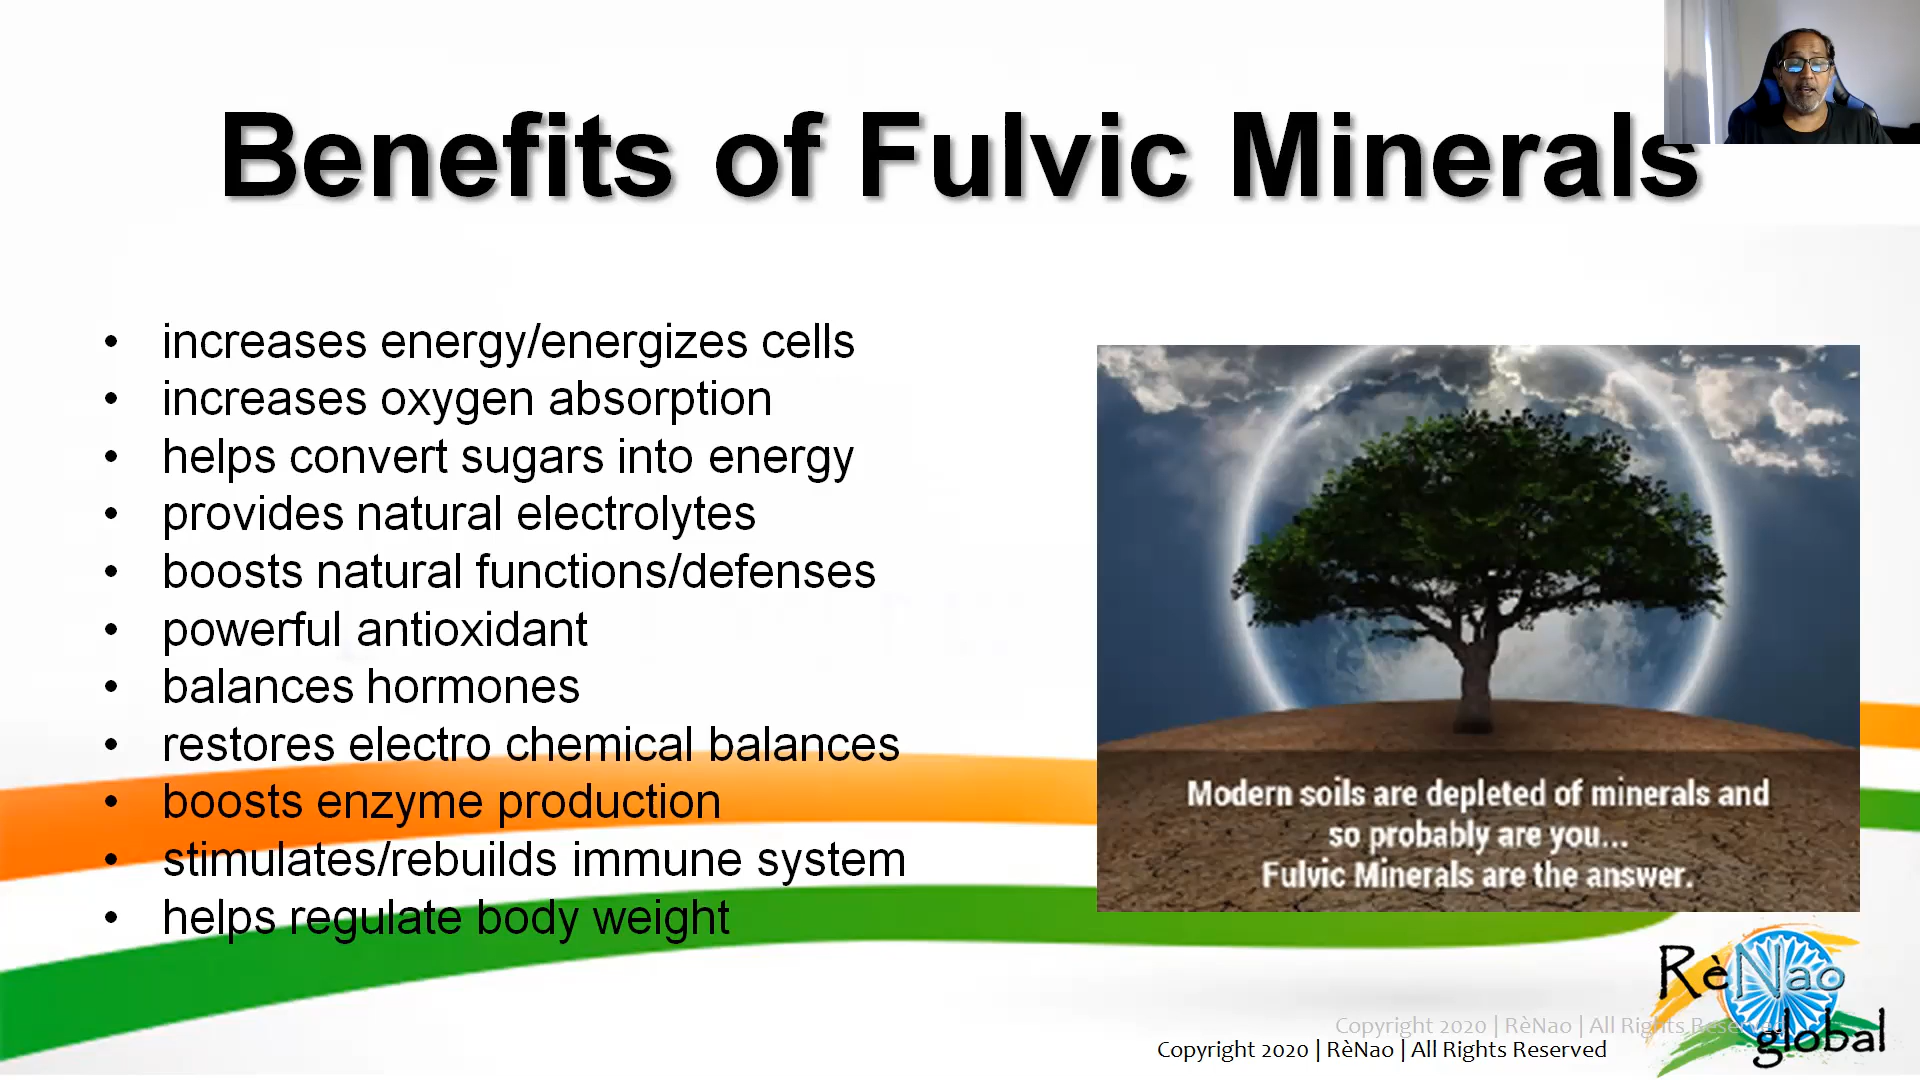 Benefits of Fulvic Minerals
• increases energy/energizes cells
• increases oxygen absorption
• helps convert sugars into energy
• provides natural electrolytes
• boosts natural functions/defenses
• powerful antioxidant
• balances hormones
• restores electro chemical balances
• boosts enzyme production
• stimulates/rebuilds immune system
• helps regulate body weight
Modern soils are depleted of minerals and
so probably are you...
Fulvic Minerals are the answer.
RèNao
global
Copyright 2020 | RèNao | All Rights Reserved
Copyright 2020 | RèNao | All Rights Reserved